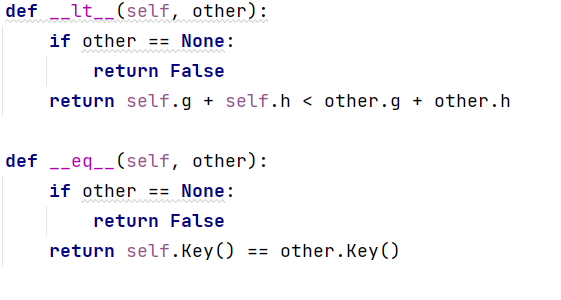 def __lt__(self, other):
    if other == None:
        return False
    return self.g + self.h < other.g + other.h

def __eq__(self, other):
    if other == None:
        return False
    return self.Key() == other.Key()